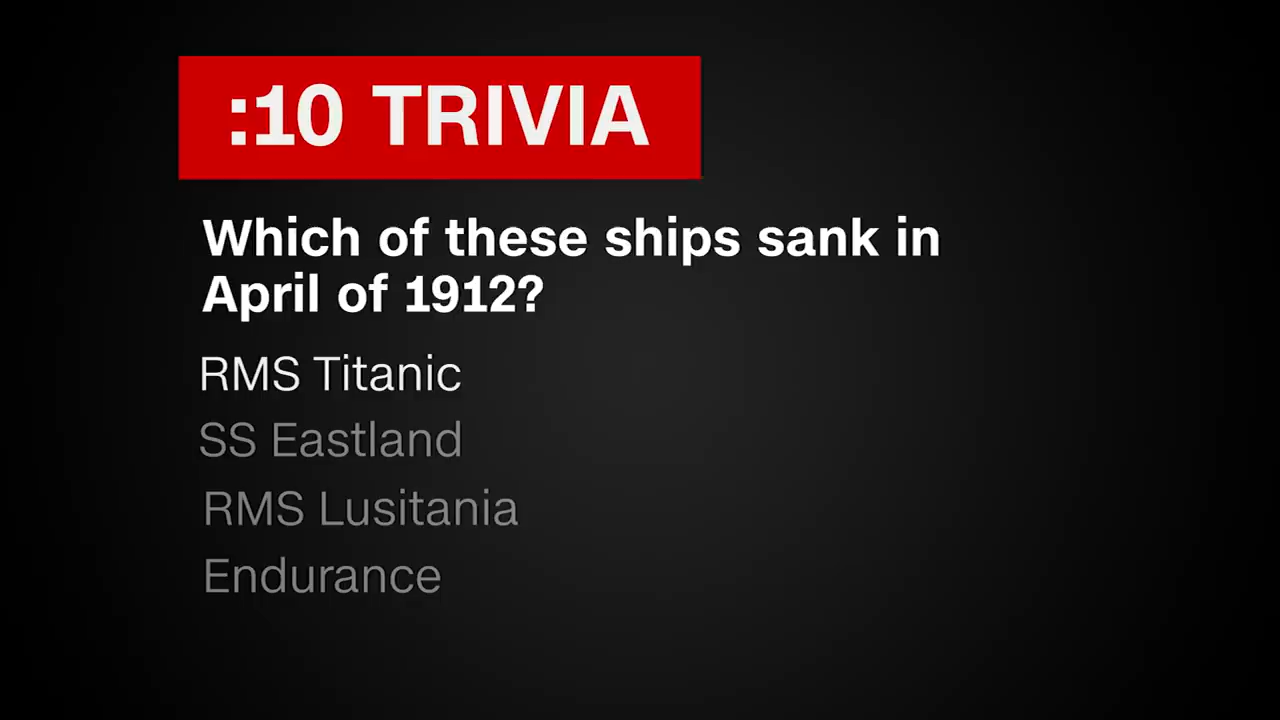 :10 TRIVIA
Which of these ships sank in
April of 1912?
RMS Titanic
SS Eastland
RMS Lusitania
Endurance